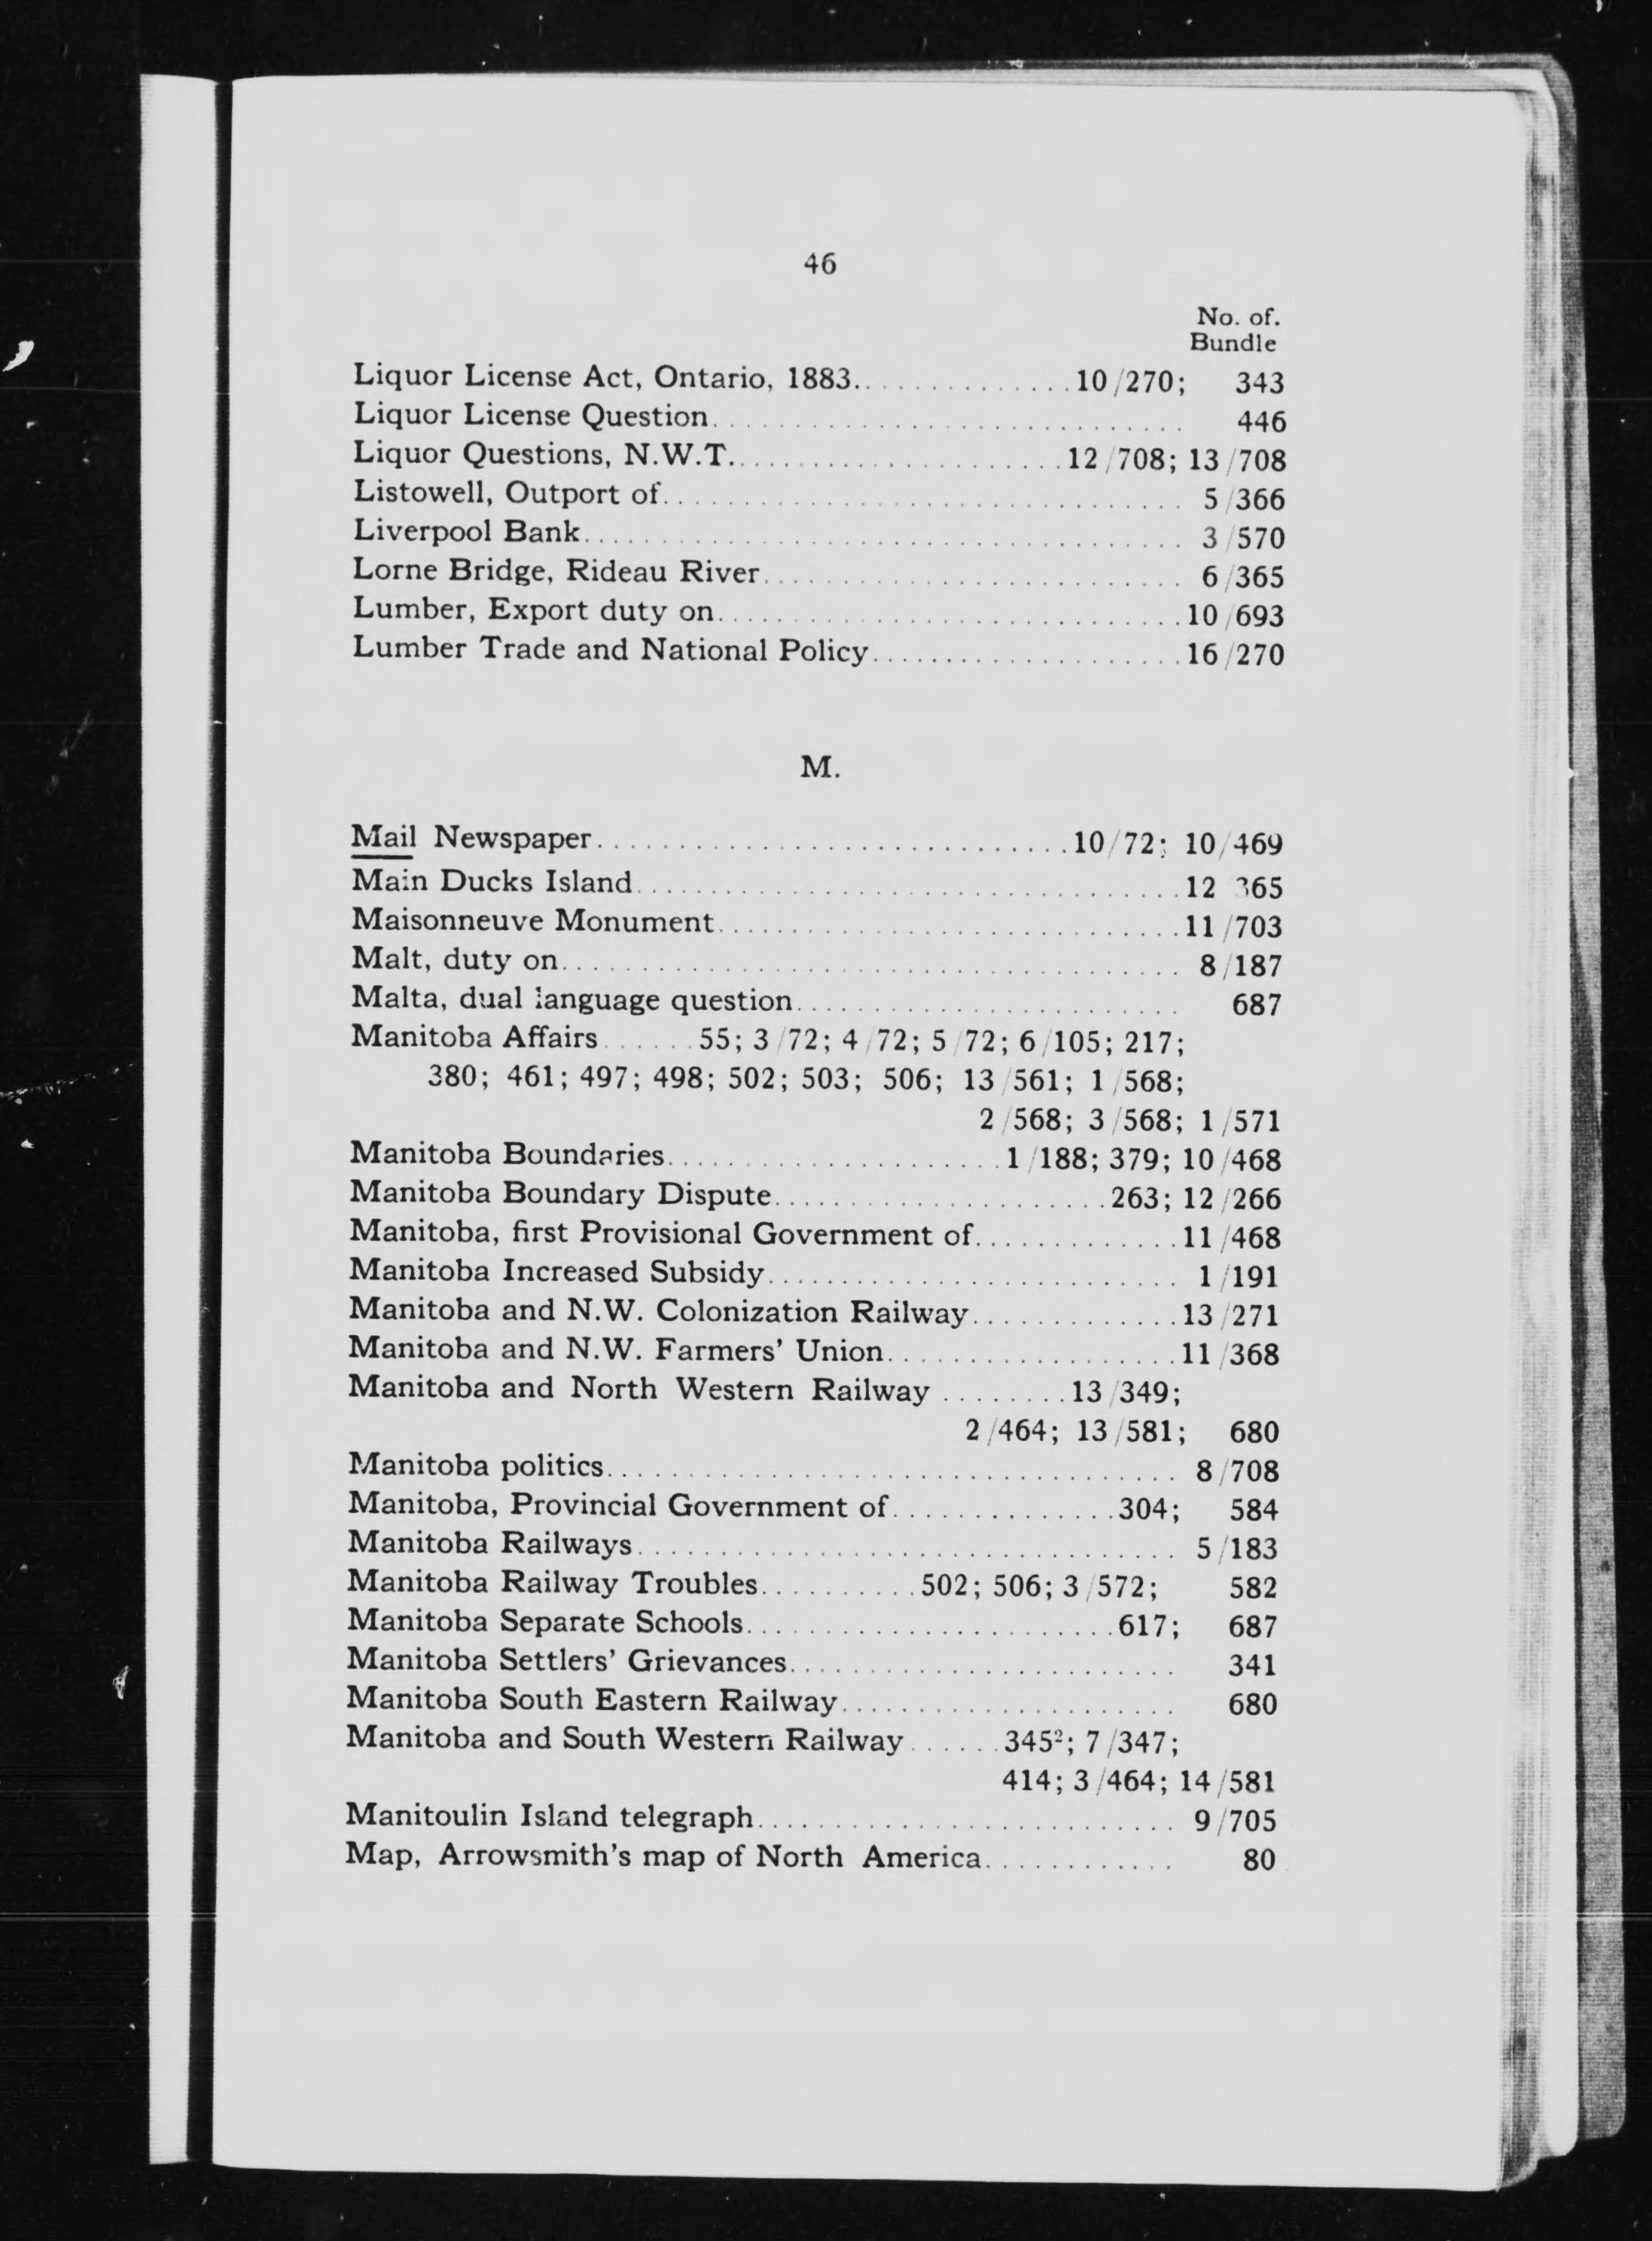 46
No. of.
Bundle
Liquor License Act, Ontario, 1883.............. 10/270; 343
Liquor License Question.............................. 446
Liquor Questions, N.W.T...................... 12/708; 13/708
Listowell, Outport of................................ 5/366
Liverpool Bank...................................... 3/570
Lorne Bridge, Rideau River.......................... 6/365
Lumber, Export duty on............................. 10/693
Lumber Trade and National Policy.................... 16/270
M.
Mail Newspaper.............................. 10/72; 10/469
Main Ducks Island.................................. 12 365
Maisonneuve Monument............................. 11/703
Malt, duty on....................................... 8/187
Malta, dual language question........................ 687
Manitoba Affairs...... 55; 3/72; 4/72; 5/72; 6/105; 217;
380; 461; 497; 498; 502; 503; 506; 13/561; 1/568;
2/568; 3/568; 1/571
Manitoba Boundaries..................... 1/188; 379; 10/468
Manitoba Boundary Dispute..................... 263; 12/266
Manitoba, first Provisional Government of............. 11/468
Manitoba Increased Subsidy.......................... 1/191
Manitoba and N.W. Colonization Railway............. 13/271
Manitoba and N.W. Farmers' Union.................. 11/368
Manitoba and North Western Railway ........ 13/349;
2/464; 13/581; 680
Manitoba politics.................................... 8/708
Manitoba, Provincial Government of.............. 304; 584
Manitoba Railways.................................. 5/183
Manitoba Railway Troubles.......... 502; 506; 3/572; 582
Manitoba Separate Schools....................... 617; 687
Manitoba Settlers' Grievances........................ 341
Manitoba South Eastern Railway..................... 680
Manitoba and South Western Railway...... 345²; 7/347;
414; 3/464; 14/581
Manitoulin Island telegraph.......................... 9/705
Map, Arrowsmith's map of North America............ 80